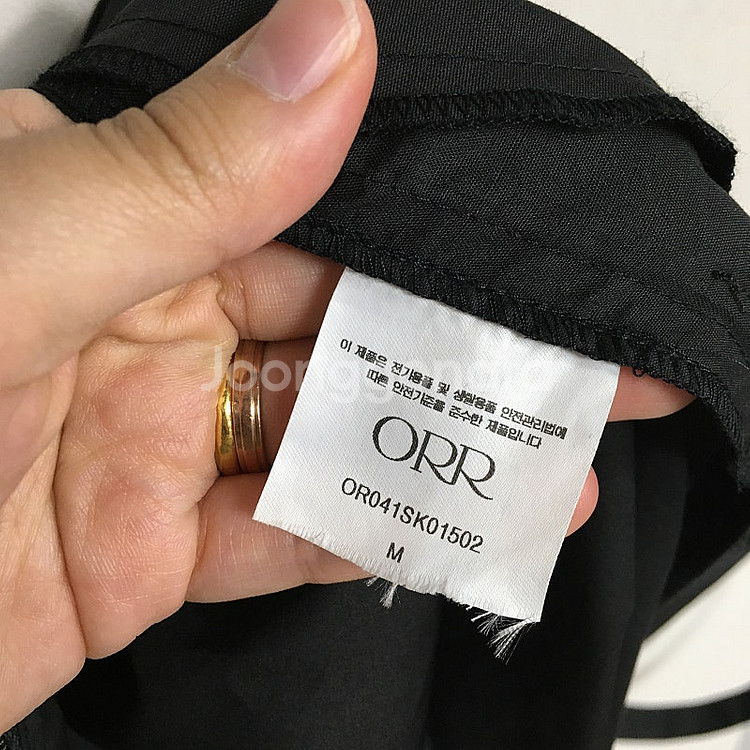 이 제품은 전기용품 및 생활용품 안전관리법에
따른 안전기준을 준수한 제품입니다
ORR
OR041SK01502
M